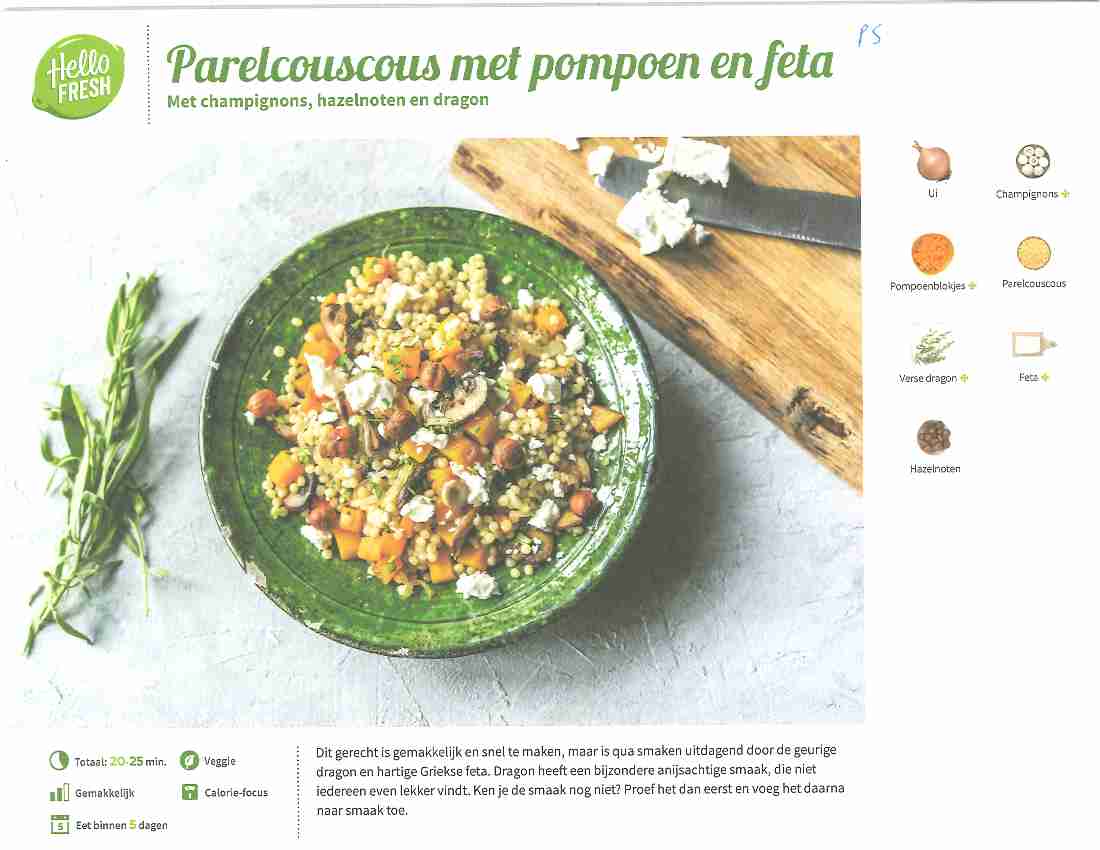 Hello
FRESH
Parelcouscous met pompoen en feta
PS
Met champignons, hazelnoten en dragon
Ui
Champignons +
Pompoenblokjes +
Parelcouscous
Verse dragon +
Feta +
Hazelnoten
Totaal: 20-25 min.
Veggie
Gemakkelijk
Calorie-focus
5
Eet binnen 5 dagen
Dit gerecht is gemakkelijk en snel te maken, maar is qua smaken uitdagend door de geurige
dragon en hartige Griekse feta. Dragon heeft een bijzondere anijsachtige smaak, die niet
iedereen even lekker vindt. Ken je de smaak nog niet? Proef het dan eerst en voeg het daarna
naar smaak toe.